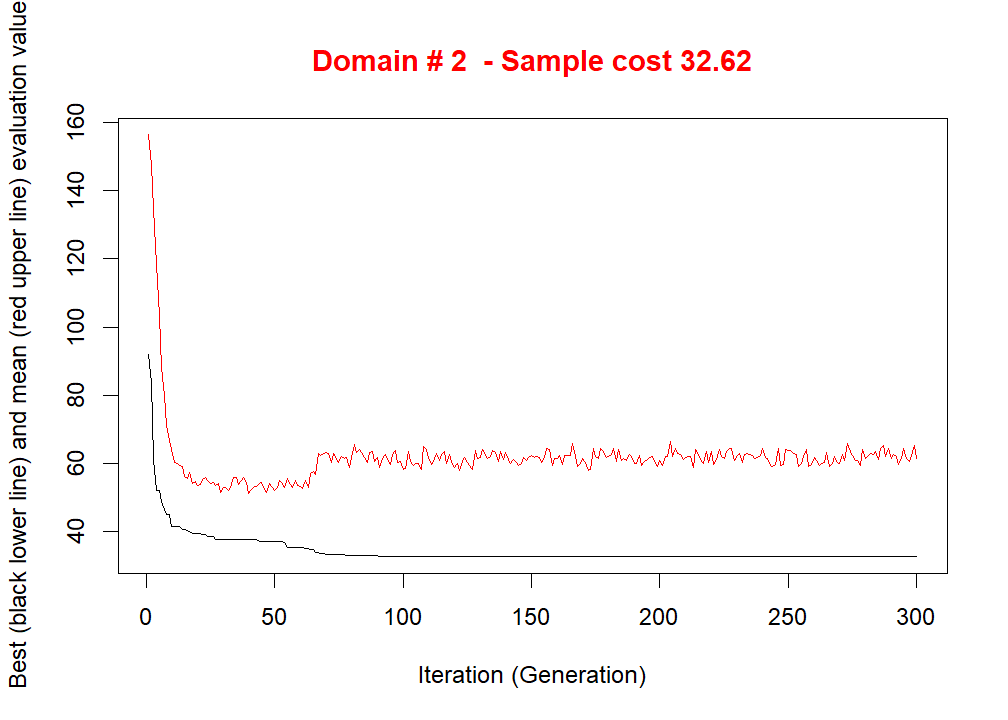 Domain # 2  - Sample cost 32.62
Best (black lower line) and mean (red upper line) evaluation value
160
140
120
100
80
60
40
0 50 100 150 200 250 300
Iteration (Generation)